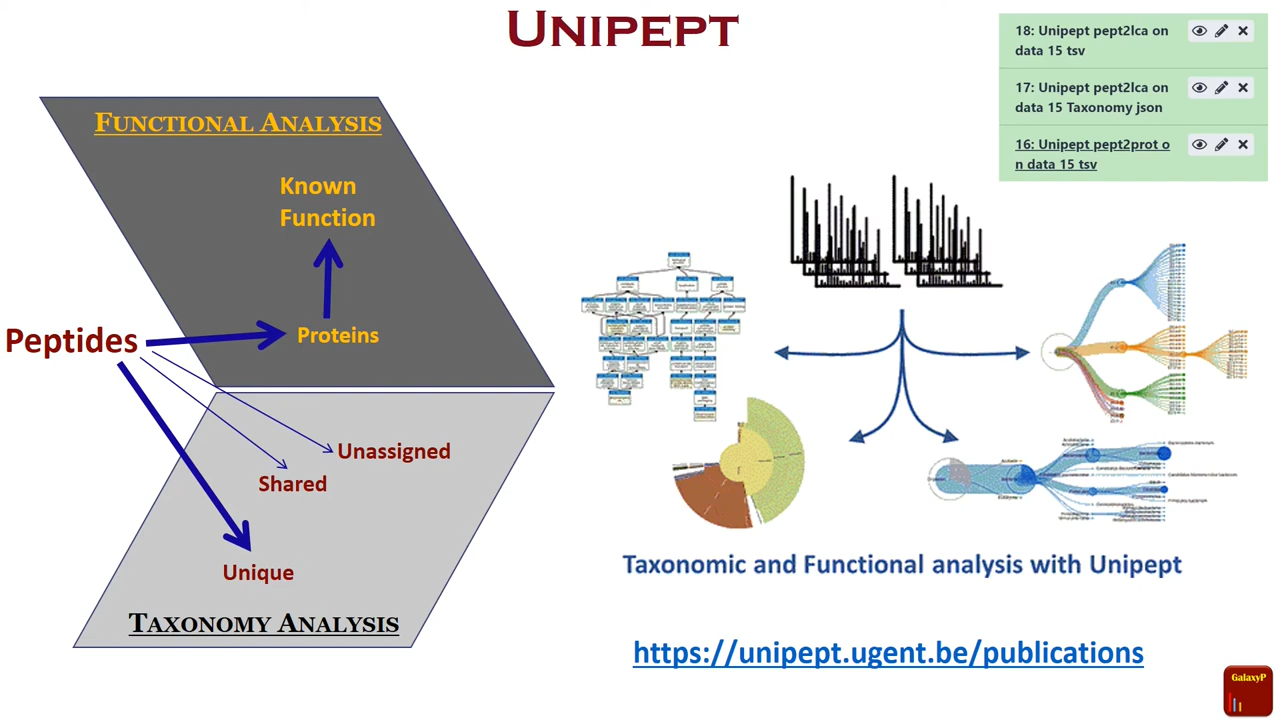 UNIPEPT
18: Unipept pept2lca on
data 15 tsv
17: Unipept pept2lca on
data 15 Taxonomy json
16: Unipept pept2prot o
n data 15 tsv
FUNCTIONAL ANALYSIS
Known
Function
Peptides
Proteins
Unassigned
Shared
Unique
TAXONOMY ANALYSIS
Taxonomic and Functional analysis with Unipept
https://unipept.ugent.be/publications
GalaxyP